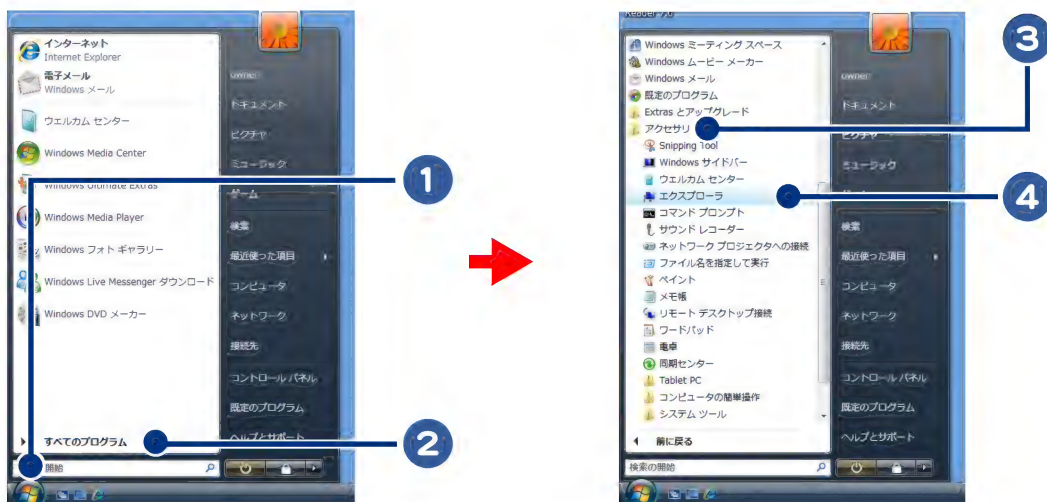 インターネット
Internet Explorer
電子メール
Windows メール
ウェルカム センター
Windows Media Center
Windows Ultimate Extras
Windows Media Player
Windows フォト ギャラリー
Windows Live Messenger ダウンロード
Windows DVD メーカー
すべてのプログラム
開始
owner
ドキュメント
ピクチャ
ミュージック
ゲーム
検索
最近使った項目
コンピュータ
ネットワーク
接続先
コントロール パネル
既定のプログラム
ヘルプとサポート
1
2
Reader 7.0
Windows ミーティング スペース
Windows ムービー メーカー
Windows メール
既定のプログラム
Extras とアップグレード
アクセサリ
Snipping Tool
Windows サイドバー
ウェルカム センター
エクスプローラ
コマンド プロンプト
サウンド レコーダー
ネットワーク プロジェクタへの接続
ファイル名を指定して実行
ペイント
メモ帳
リモート デスクトップ接続
ワードパッド
電卓
同期センター
Tablet PC
コンピュータの簡単操作
システム ツール
前に戻る
検索の開始
owner
ドキュメント
ピクチャ
ミュージック
検索
最近使った項目
コンピュータ
ネットワーク
接続先
コントロール パネル
既定のプログラム
ヘルプとサポート
3
4